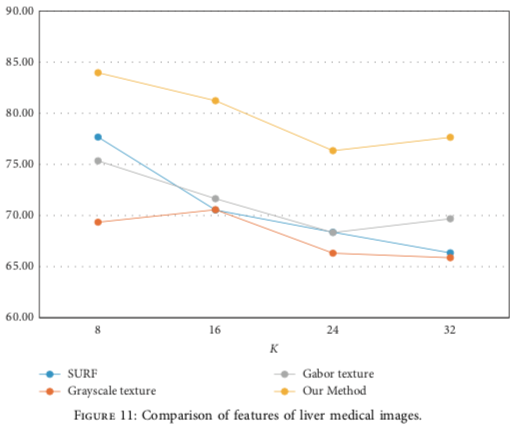 90.00
85.00
80.00
75.00
70.00
65.00
60.00
8 16 24 32
K
SURF Gabor texture
Grayscale texture Our Method
FIGURE 11: Comparison of features of liver medical images.